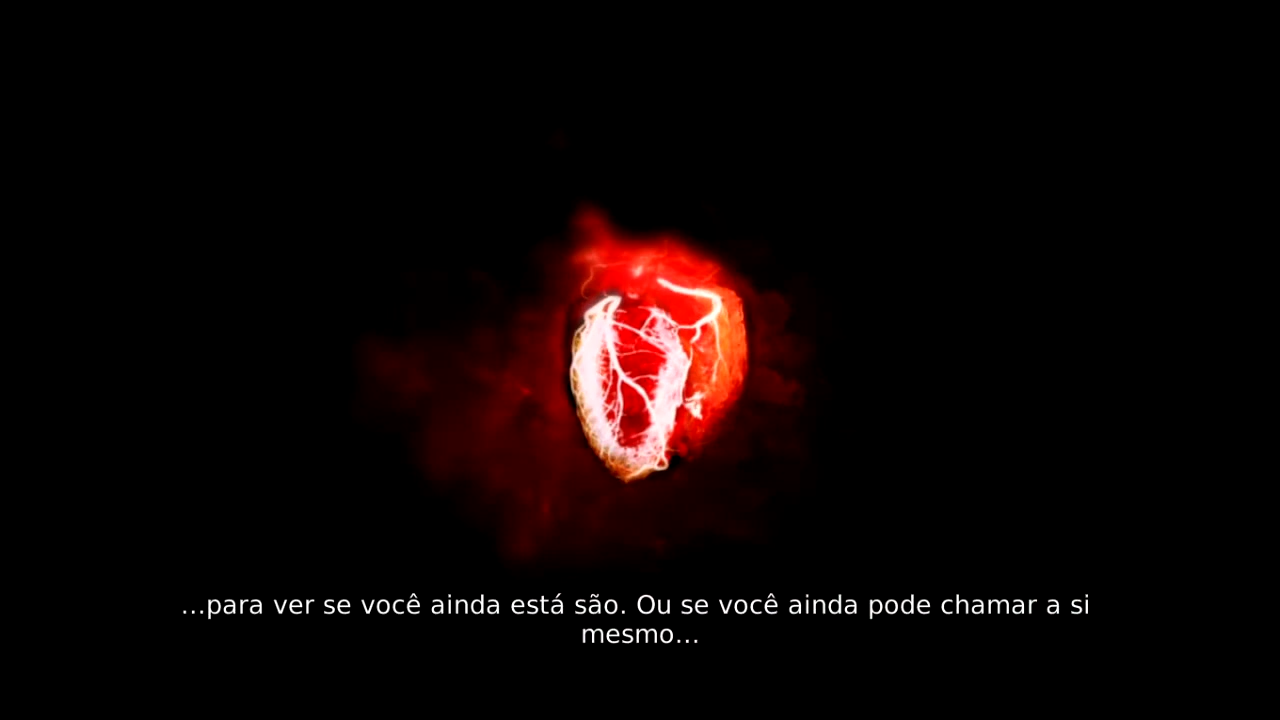 ...para ver se você ainda está são. Ou se você ainda pode chamar a si
mesmo...